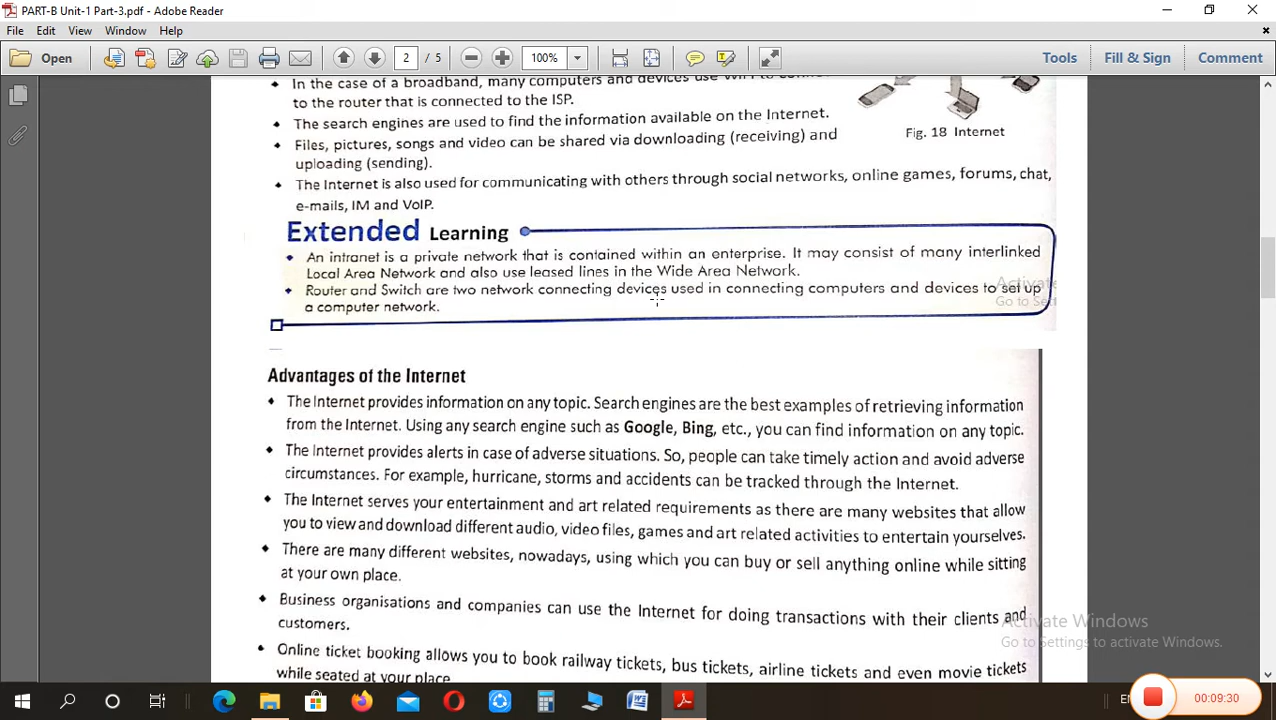 PART-B Unit-1 Part-3.pdf - Adobe Reader
File Edit View Window Help
Open 2 / 5 100% Tools Fill & Sign Comment
In the case of a broadband, many computers and devices use
to the router that is connected to the ISP.
The search engines are used to find the information available on the Internet.
Fig. 18 Internet
Files, pictures, songs and video can be shared via downloading (receiving) and
uploading (sending).
The Internet is also used for communicating with others through social networks, online games, forums, chat,
e-mails, IM and VoIP.
Extended Learning
An intranet is a private network that is contained within an enterprise. It may consist of many interlinked
Local Area Network and also use leased lines in the Wide Area Network.
Router and Switch are two network connecting devices used in connecting computers and devices to set up
a computer network.
Advantages of the Internet
The Internet provides information on any topic. Search engines are the best examples of retrieving information
from the Internet. Using any search engine such as Google, Bing, etc., you can find information on any topic.
The Internet provides alerts in case of adverse situations. So, people can take timely action and avoid adverse
circumstances. For example, hurricane, storms and accidents can be tracked through the Internet.
The Internet serves your entertainment and art related requirements as there are many websites that allow
you to view and download different audio, video files, games and art related activities to entertain yourselves.
There are many different websites, nowadays, using which you can buy or sell anything online while sitting
at your own place.
Business organisations and companies can use the Internet for doing transactions with their clients and
customers.
Activate Windows
Go to Settings to activate Windows.
Online ticket booking allows you to book railway tickets, bus tickets, airline tickets and even movie tickets
while seated at your place
00:09:30